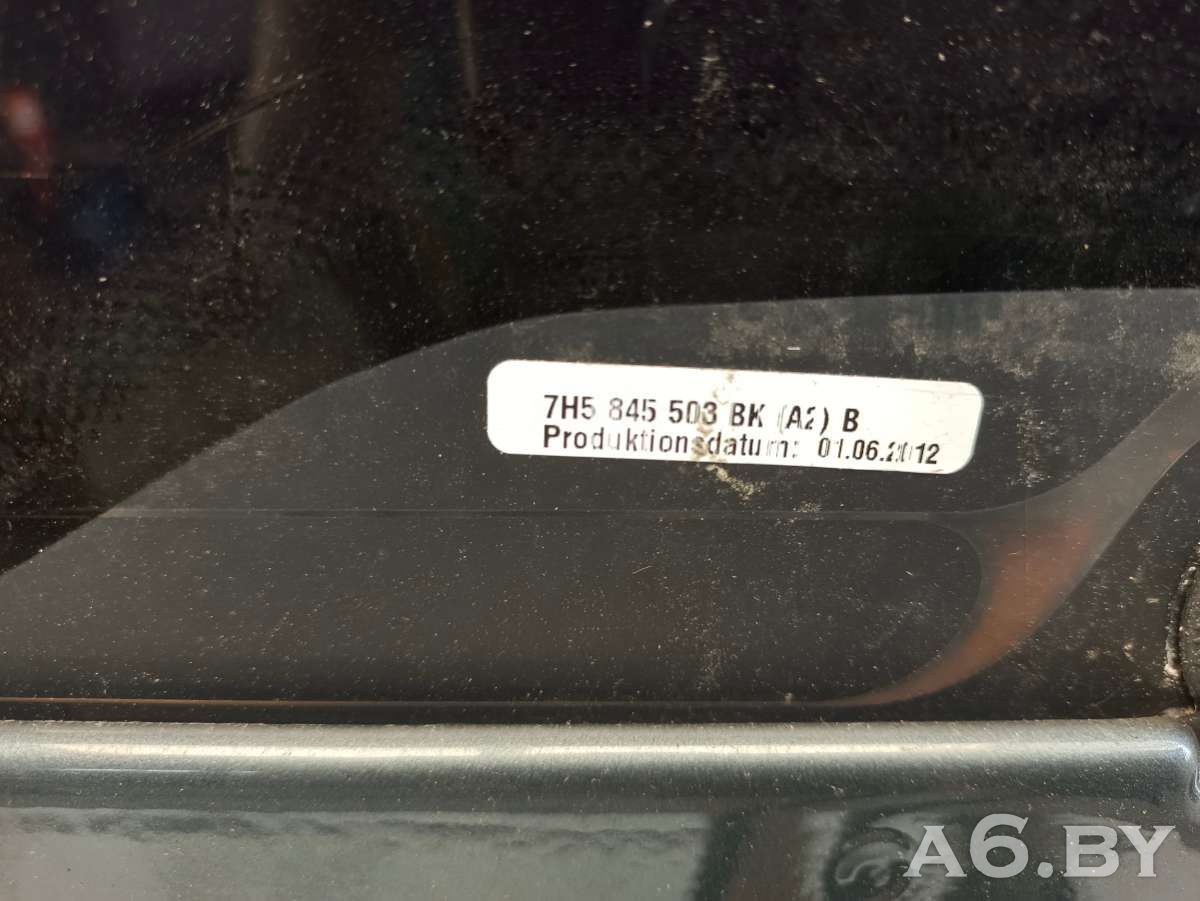 7H5 845 503 BK (A2) B
Produktionsdatum: 01.06.2012
A6.BY